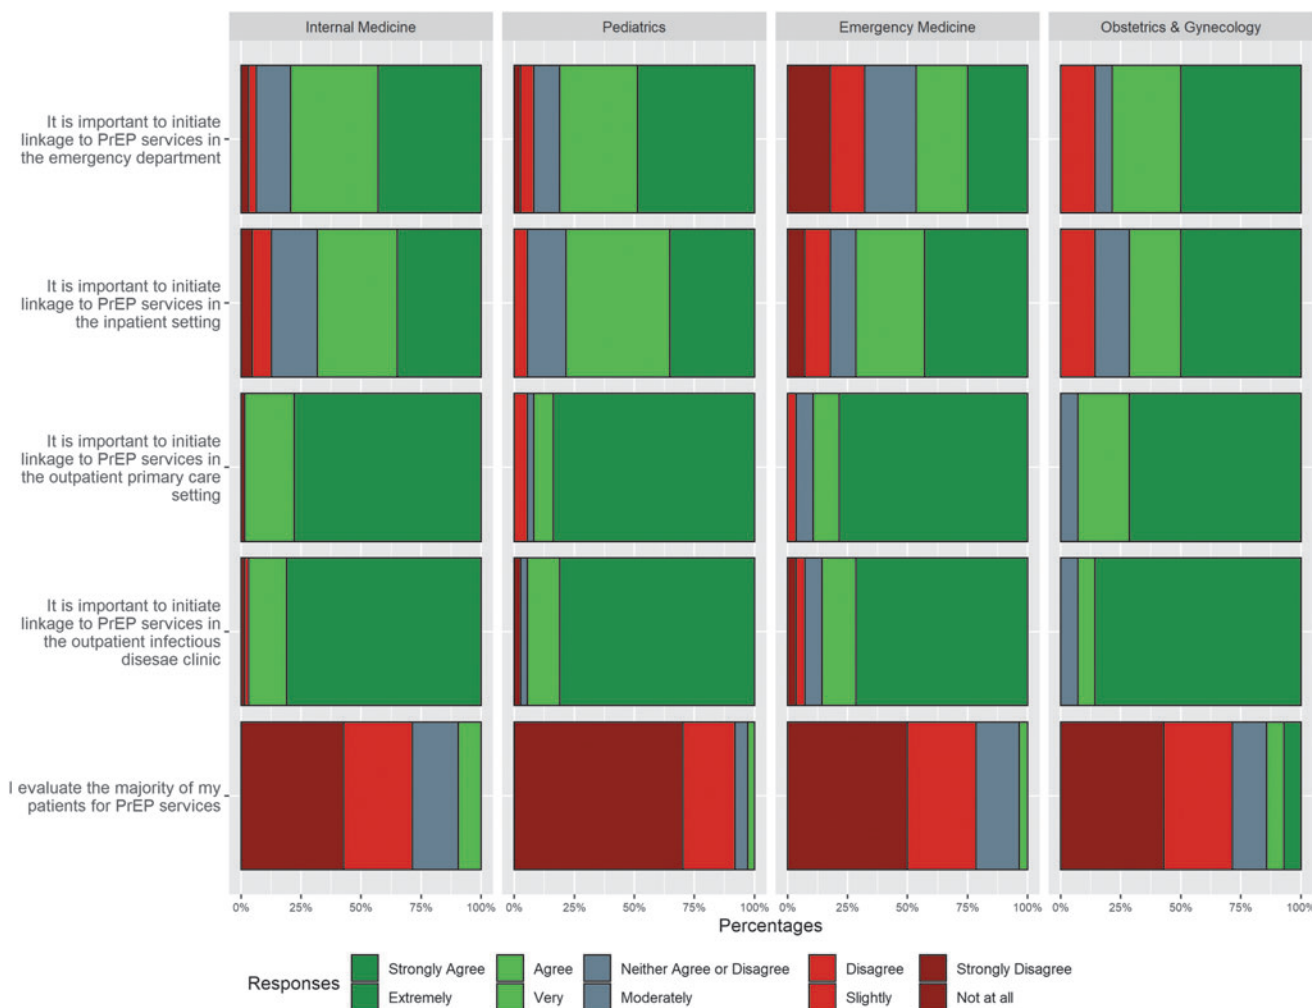 Internal Medicine
Pediatrics
Emergency Medicine
Obstetrics & Gynecology
It is important to initiate
linkage to PrEP services in
the emergency department
It is important to initiate
linkage to PrEP services in
the inpatient setting
It is important to initiate
linkage to PrEP services in
the outpatient primary care
setting
It is important to initiate
linkage to PrEP services in
the outpatient infectious
disesae clinic
I evaluate the majority of my
patients for PrEP services
0% 25% 50% 75% 100%
0% 25% 50% 75% 100%
0% 25% 50% 75% 100%
0% 25% 50% 75% 100%
Percentages
Responses
Strongly Agree Agree Neither Agree or Disagree Disagree Strongly Disagree
Extremely Very Moderately Slightly Not at all